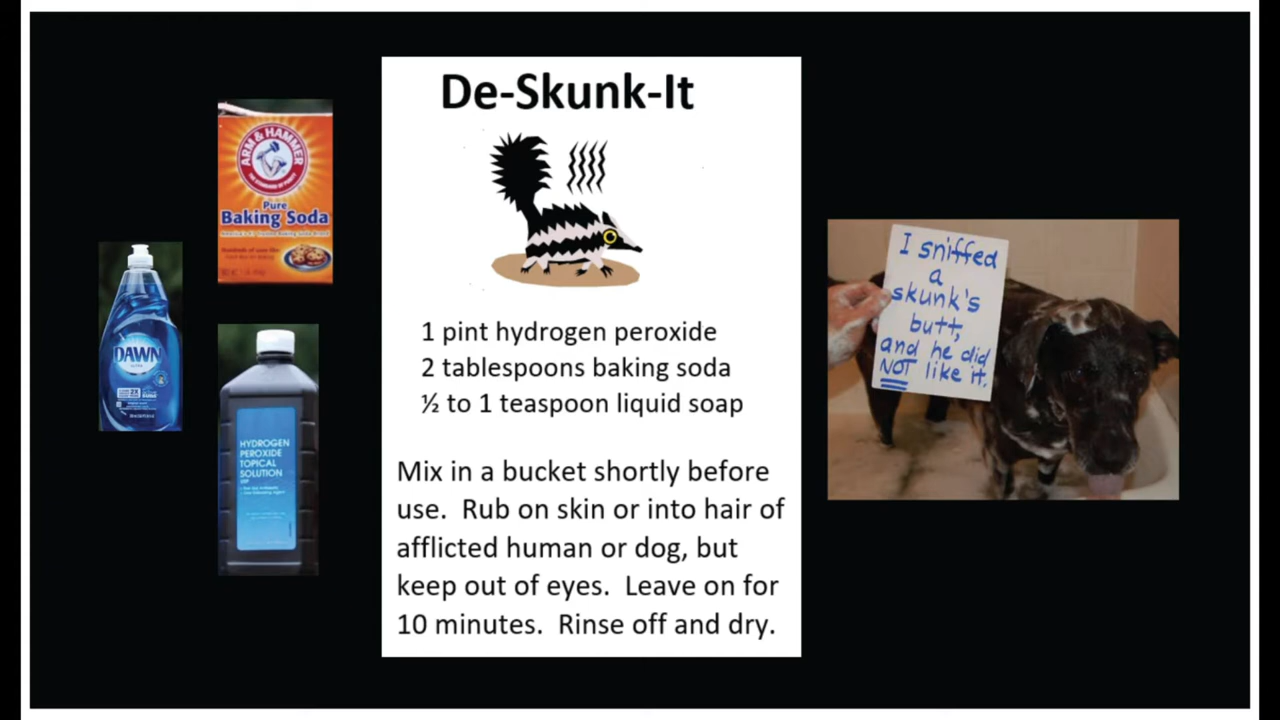 De-Skunk-It
1 pint hydrogen peroxide
2 tablespoons baking soda
½ to 1 teaspoon liquid soap
Mix in a bucket shortly before
use. Rub on skin or into hair of
afflicted human or dog, but
keep out of eyes. Leave on for
10 minutes. Rinse off and dry.
ARM & HAMMER
Pure
Baking Soda
DAWN
ULTRA
2X
HYDROGEN
PEROXIDE
TOPICAL
SOLUTION
USP
I sniffed
a
skunk's
butt,
and he did
NOT like it.